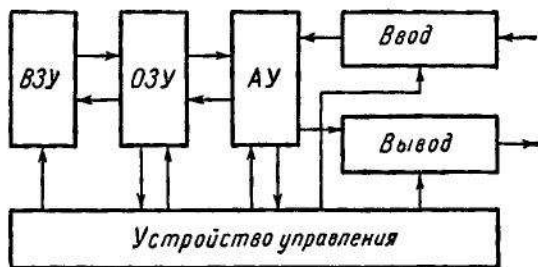 ВЗУ
ОЗУ
АУ
Ввод
Вывод
Устройство управления